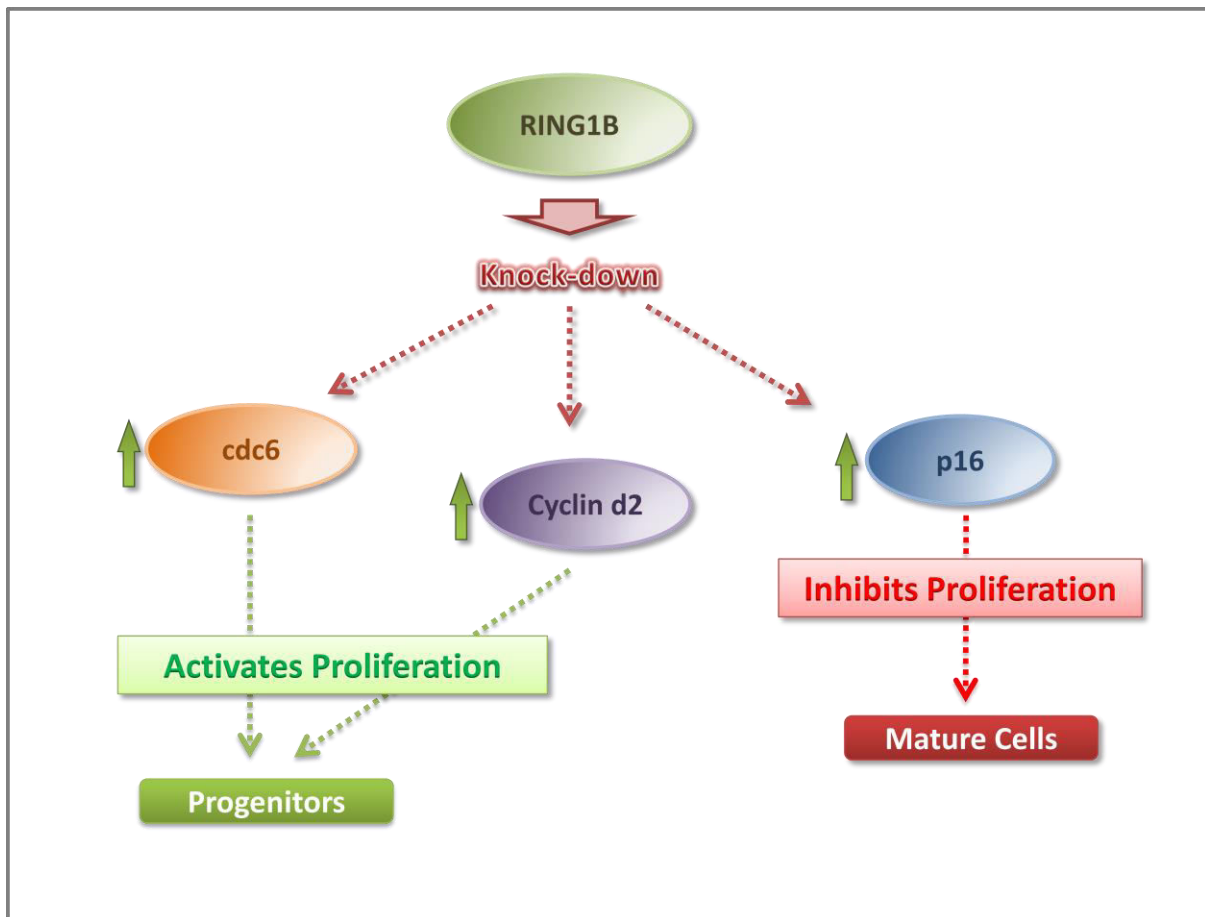 RING1B
Knock-down
cdc6
Cyclin d2
p16
Inhibits Proliferation
Activates Proliferation
Mature Cells
Progenitors